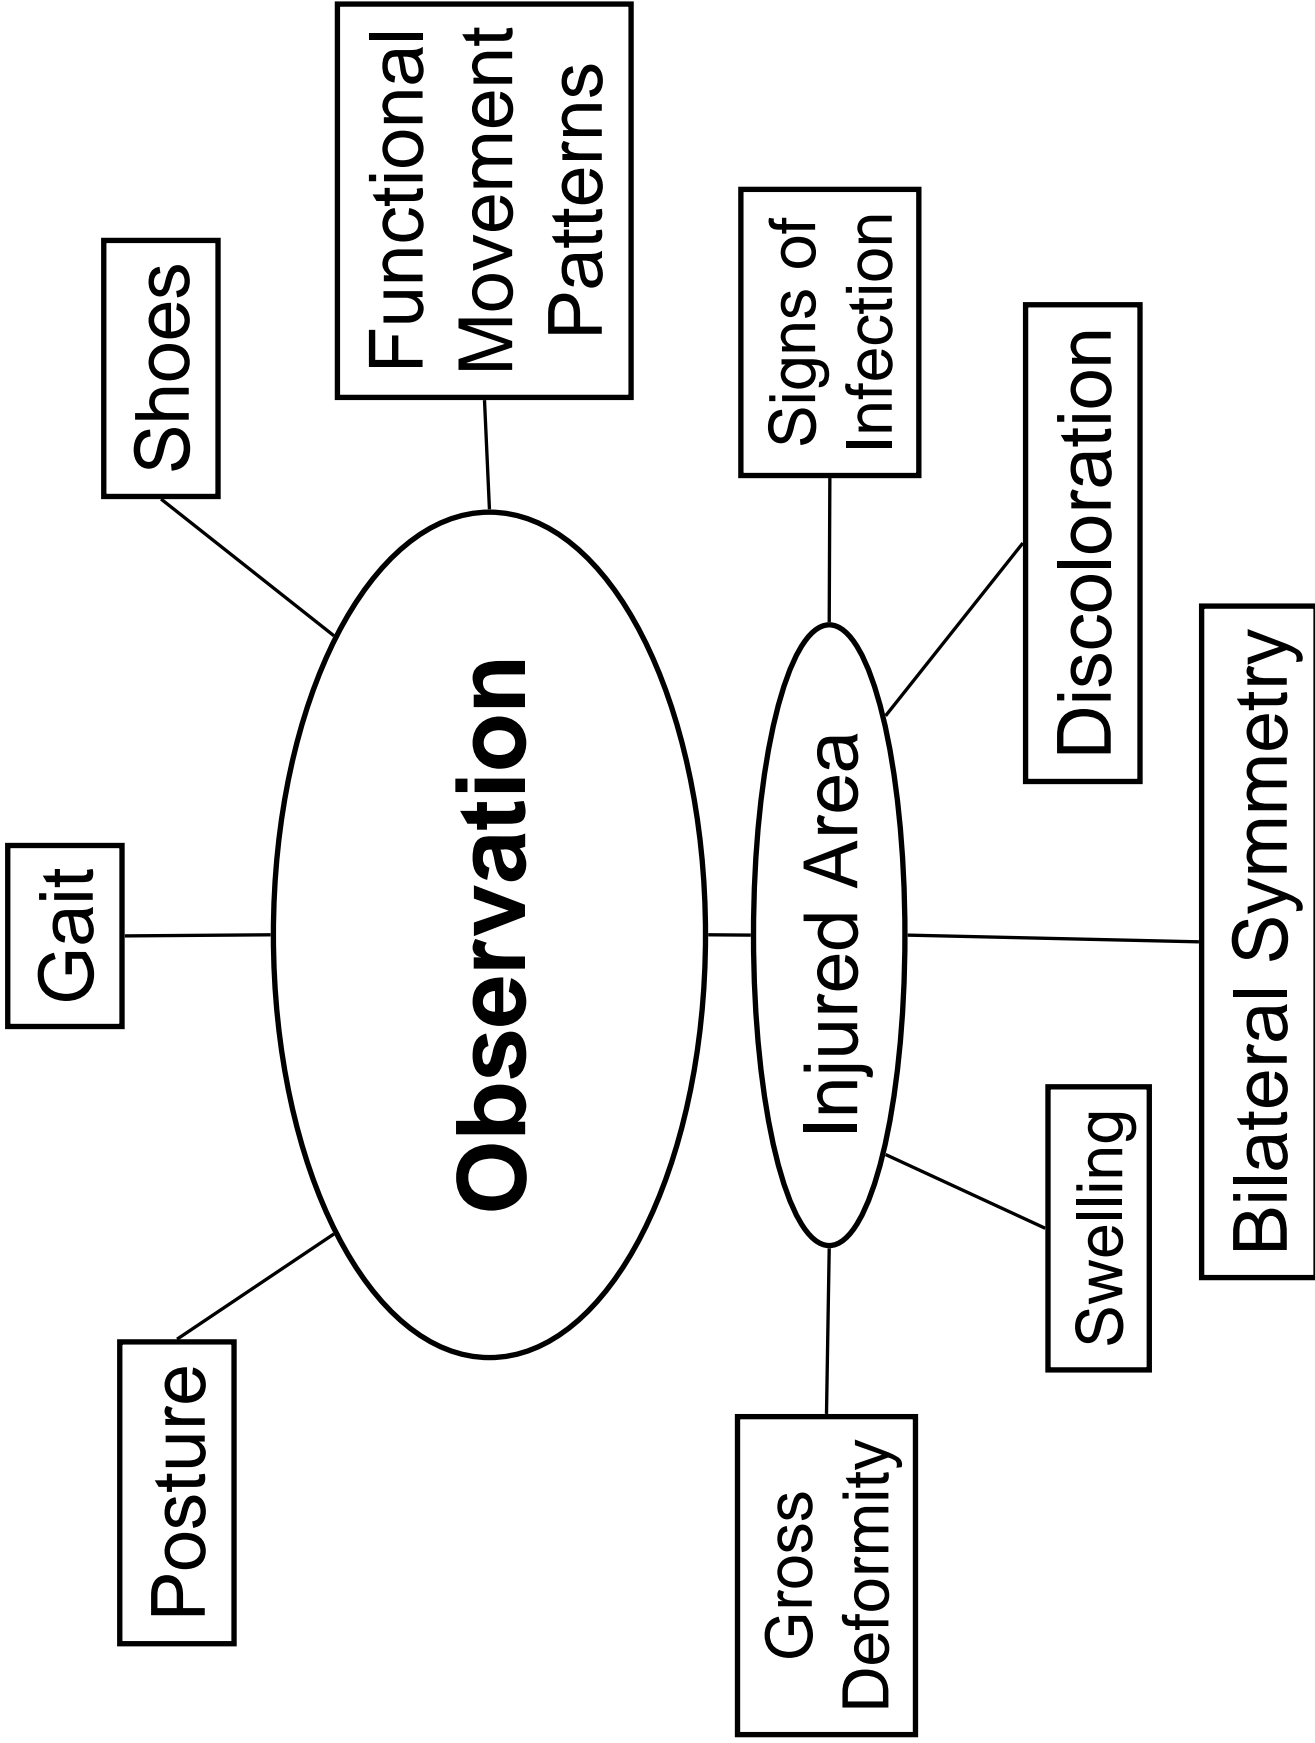 Gait
Posture
Shoes
Observation
Functional
Movement
Patterns
Injured Area
Gross
Deformity
Signs of
Infection
Swelling
Discoloration
Bilateral Symmetry